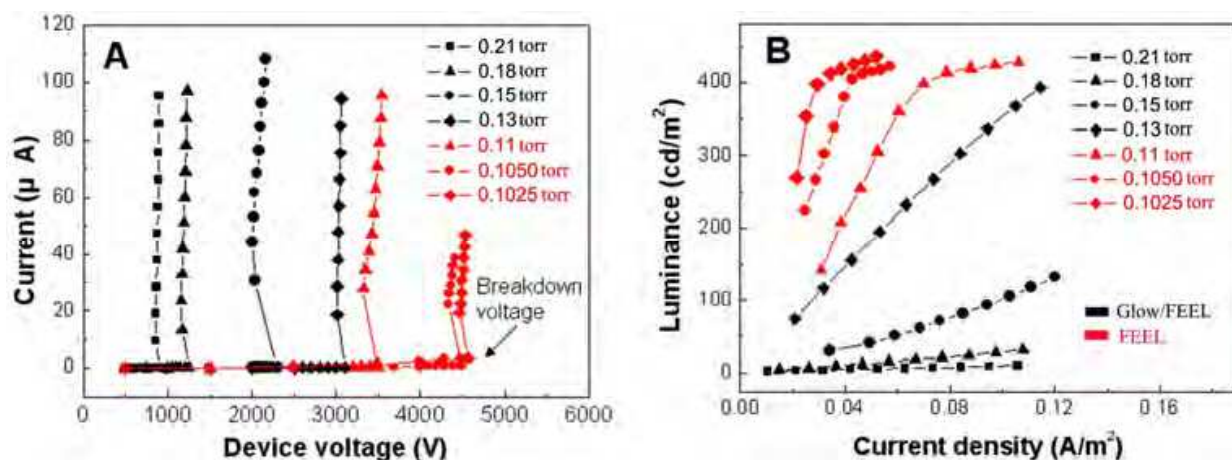 A
120
100
80
60
40
20
0
Current (μ A)
0 1000 2000 3000 4000 5000 6000
Device voltage (V)
0.21 torr
0.18 torr
0.15 torr
0.13 torr
0.11 torr
0.1050 torr
0.1025 torr
Breakdown
voltage
B
400
300
200
100
0
Luminance (cd/m²)
0.00 0.04 0.08 0.12 0.16
Current density (A/m²)
0.21 torr
0.18 torr
0.15 torr
0.13 torr
0.11 torr
0.1050 torr
0.1025 torr
Glow/FEEL
FEEL